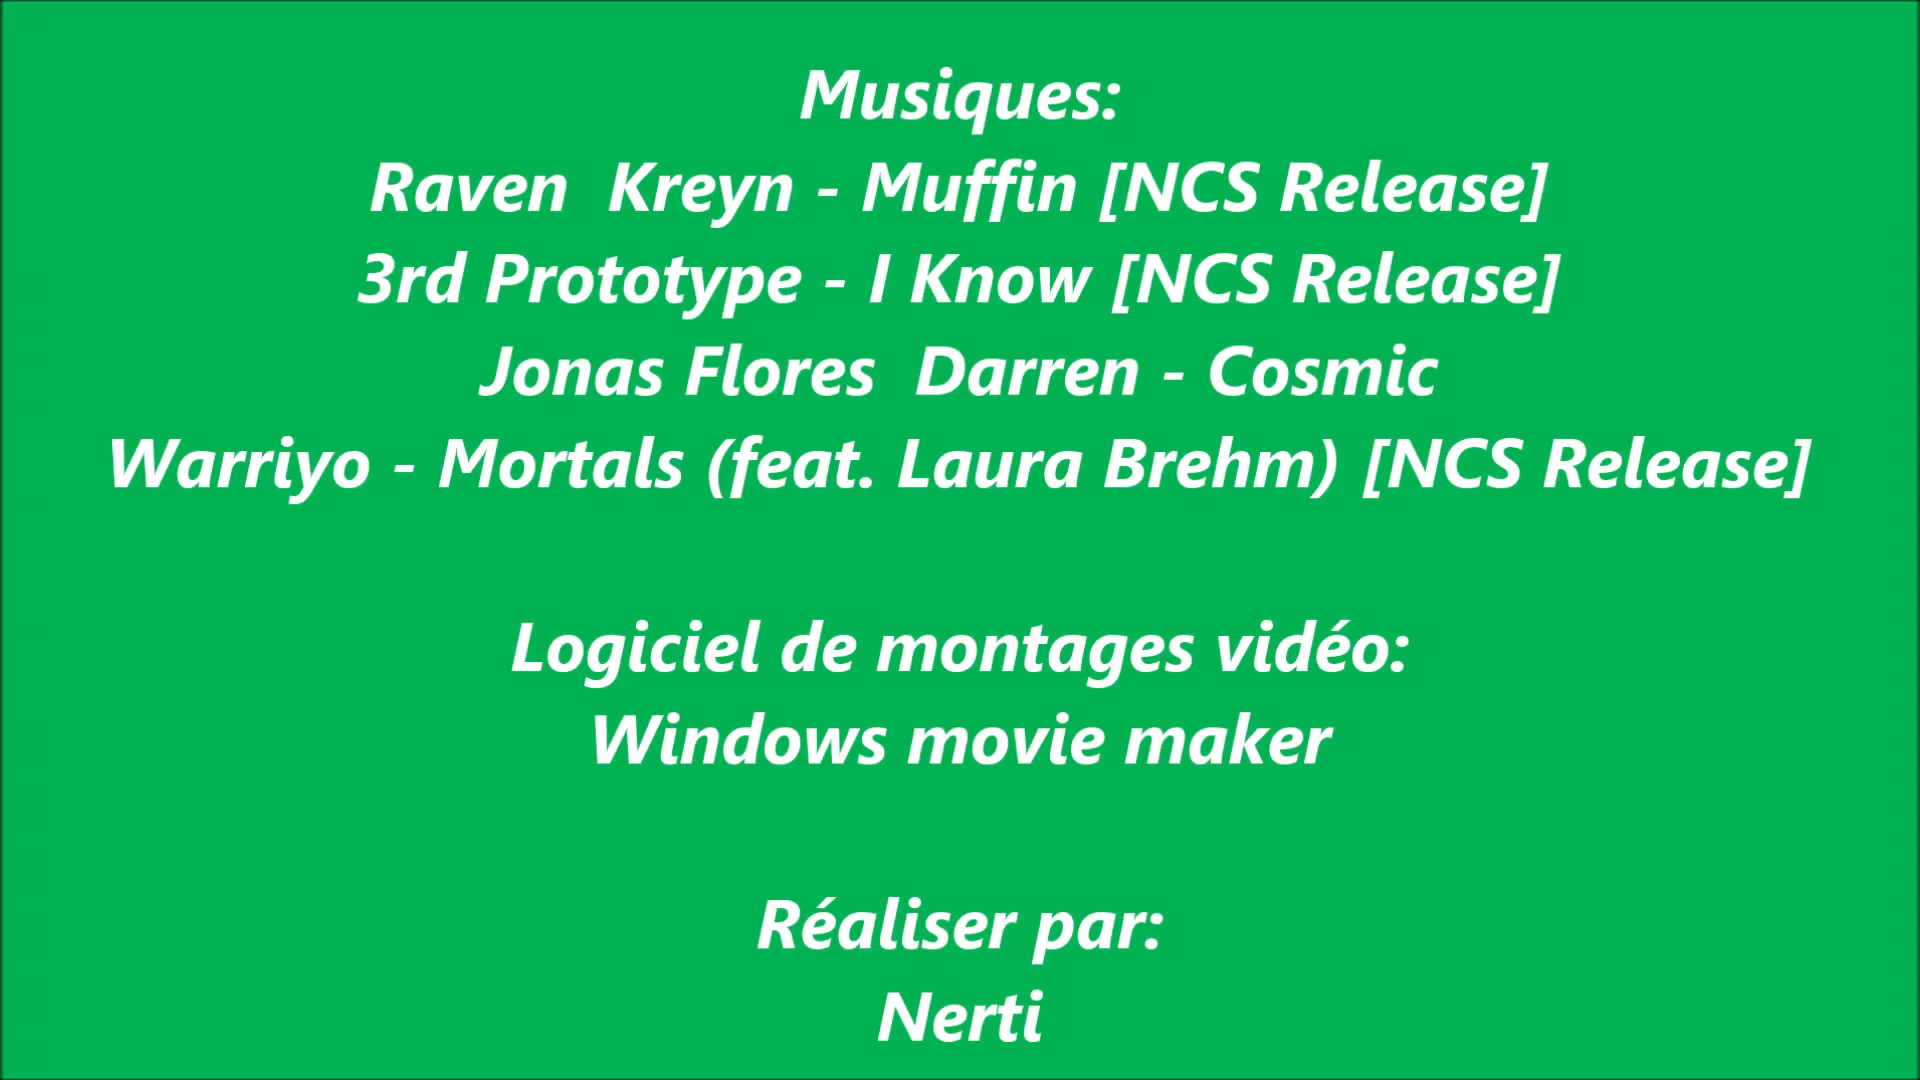 Musiques:
Raven  Kreyn - Muffin [NCS Release]
3rd Prototype - I Know [NCS Release]
Jonas Flores  Darren - Cosmic
Warriyo - Mortals (feat. Laura Brehm) [NCS Release]
Logiciel de montages vidéo:
Windows movie maker
Réaliser par:
Nerti